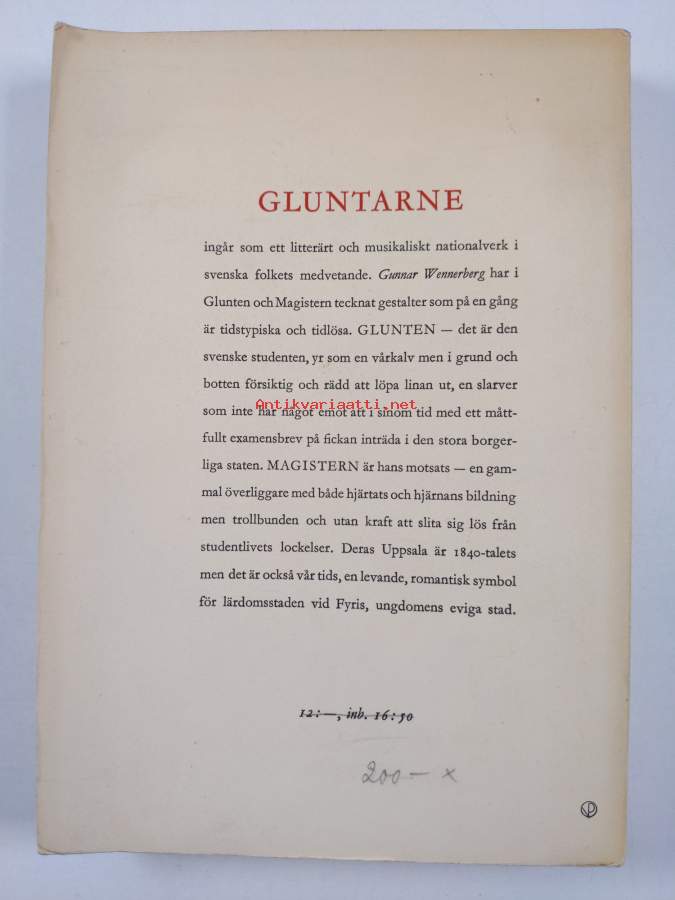 GLUNTARNE
ingår som ett litterärt och musikaliskt nationalverk i
svenska folkets medvetande. Gunnar Wennerberg har i
Glunten och Magistern tecknat gestalter som på en gång
är tidstypiska och tidlösa. GLUNTEN — det är den
svenske studenten, yr som en vårkalv men i grund och
botten försiktig och rädd att löpa linan ut, en slarver
Antikvariaatti.net
som inte har något emot att i sinom tid med ett mått-
fullt examensbrev på fickan inträda i den stora borger-
liga staten. MAGISTERN är hans motsats — en gam-
mal överliggare med både hjärtats och hjärnans bildning
men trollbunden och utan kraft att slita sig lös från
studentlivets lockelser. Deras Uppsala är 1840-talets
men det är också vår tids, en levande, romantisk symbol
för lärdomsstaden vid Fyris, ungdomens eviga stad.
12:—, inb. 16:50
200— x